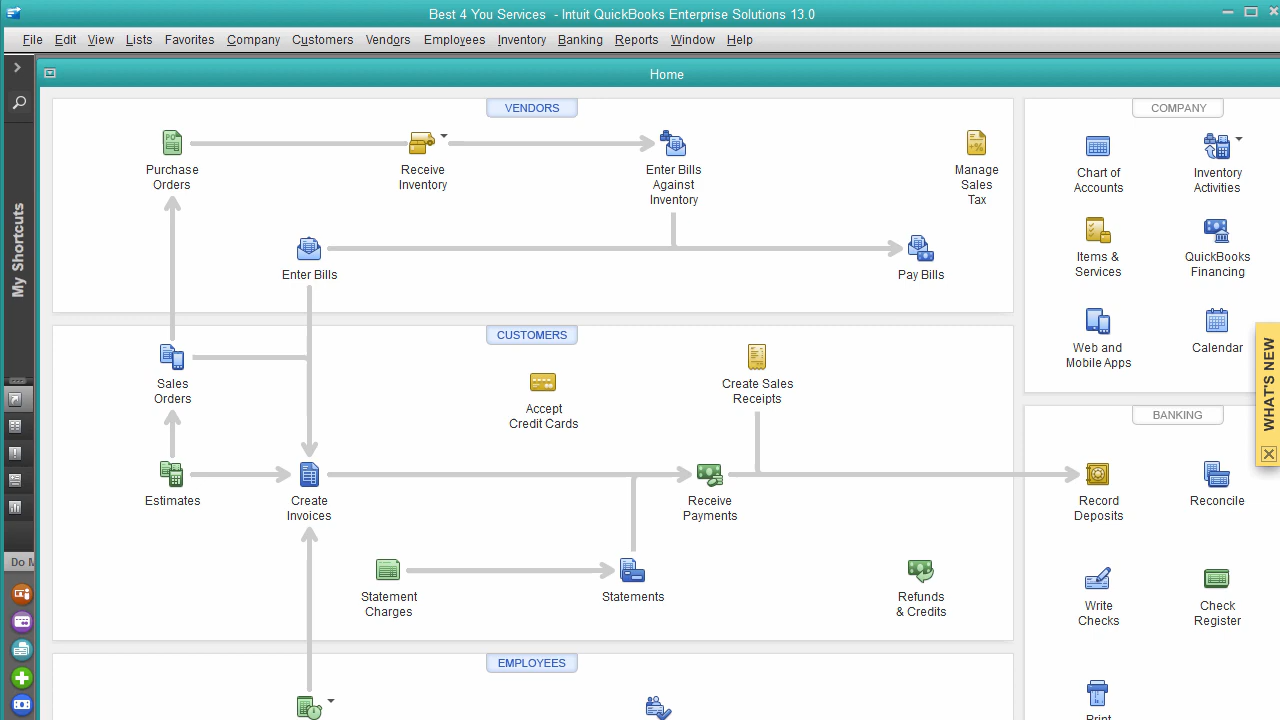 Best 4 You Services - Intuit QuickBooks Enterprise Solutions 13.0
File Edit View Lists Favorites Company Customers Vendors Employees Inventory Banking Reports Window Help
Home
My Shortcuts
Do M
VENDORS
Purchase
Orders
Receive
Inventory
Enter Bills
Against
Inventory
Manage
Sales
Tax
Enter Bills
Pay Bills
CUSTOMERS
Sales
Orders
Accept
Credit Cards
Create Sales
Receipts
Estimates
Create
Invoices
Receive
Payments
Statement
Charges
Statements
Refunds
& Credits
EMPLOYEES
COMPANY
Chart of
Accounts
Inventory
Activities
Items &
Services
QuickBooks
Financing
Web and
Mobile Apps
Calendar
WHAT'S NEW
BANKING
Record
Deposits
Reconcile
Write
Checks
Check
Register
Print